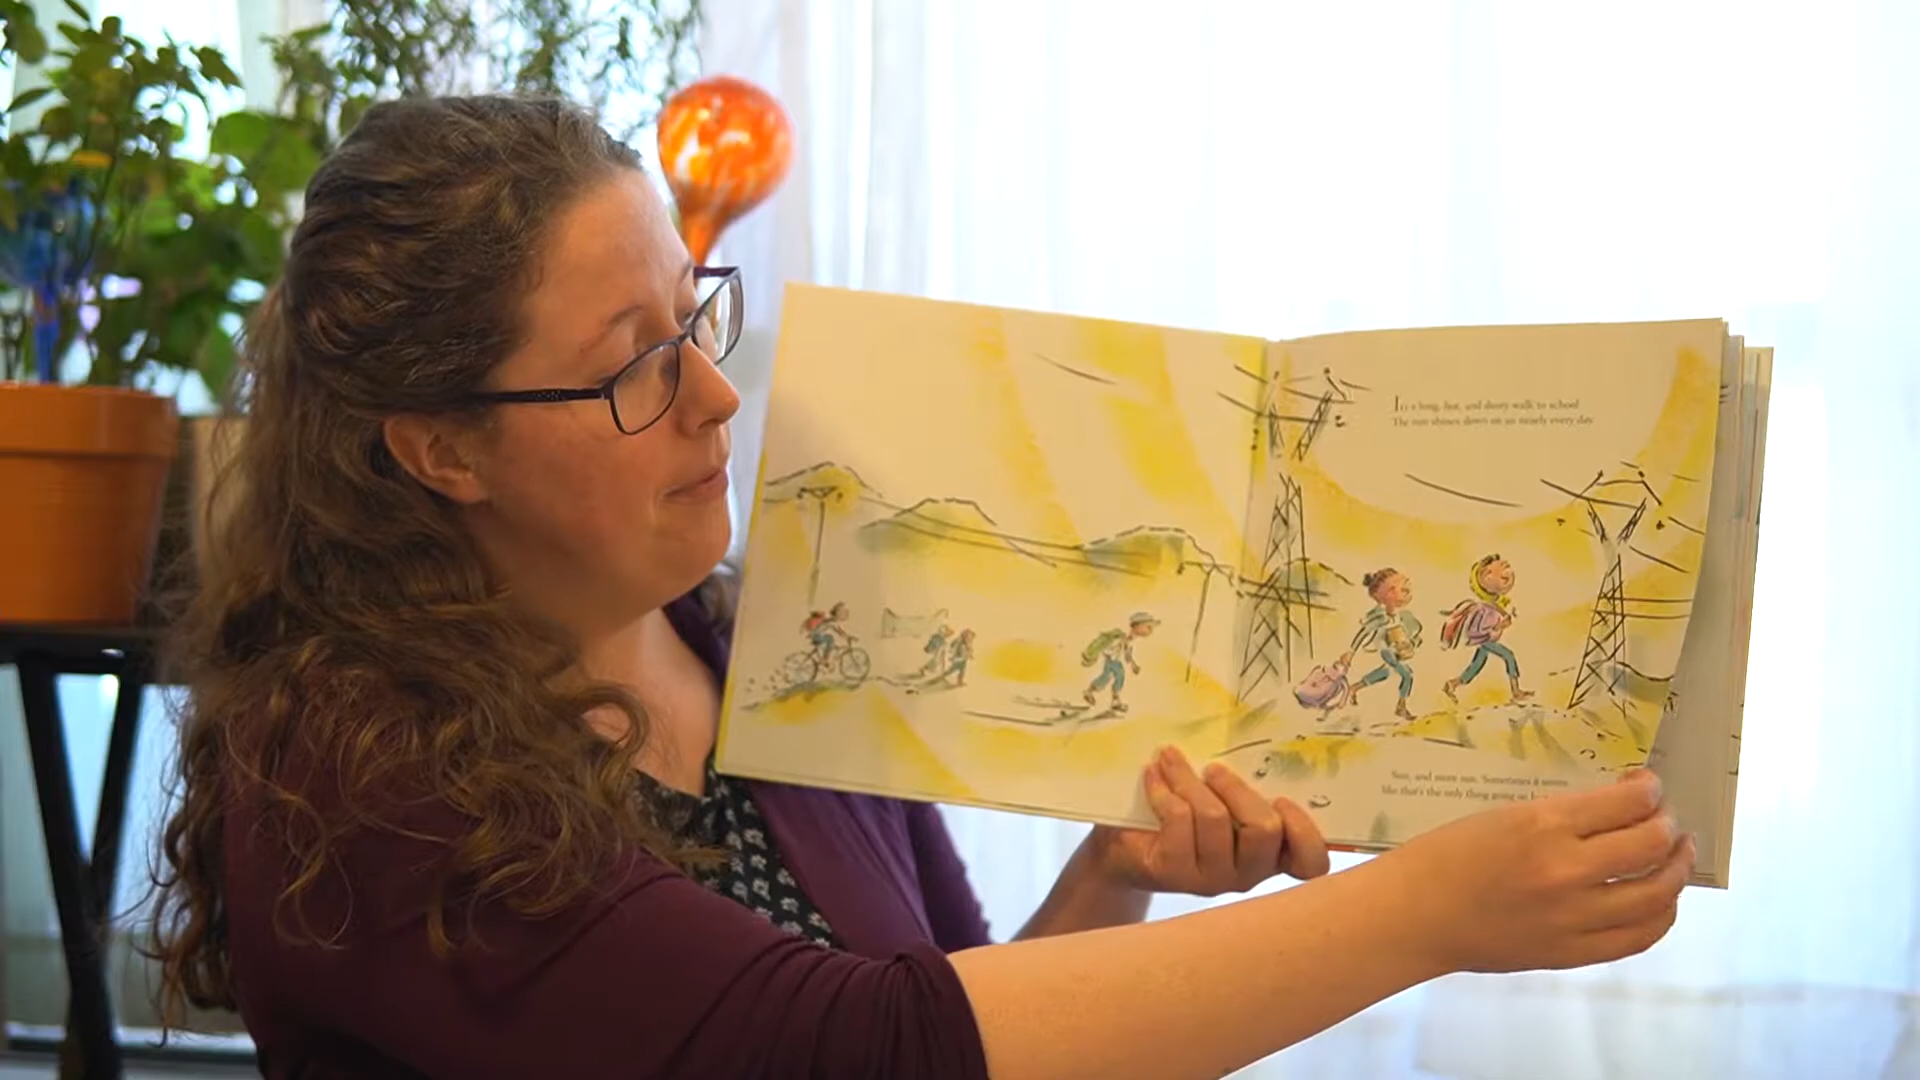 It's a long, hot, and dusty walk to school
The sun shines down on us nearly every day.
Sun, and more sun. Sometimes it seems
like that's the only thing going on